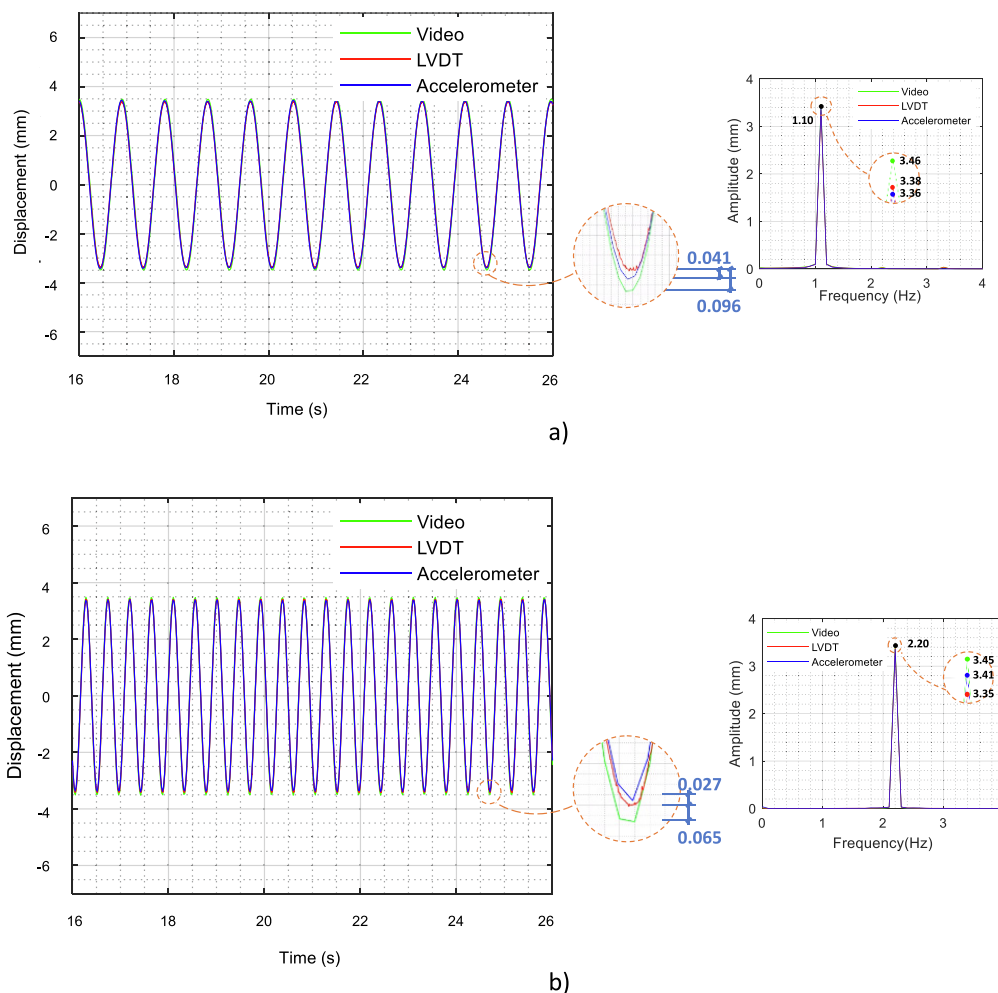 6
4
2
0
-2
-4
-6
Displacement (mm)
Video
LVDT
Accelerometer
16
18
20
22
24
26
Time (s)
0.041
0.096
4
3
2
1
0
Amplitude (mm)
Video
LVDT
Accelerometer
1.10
3.46
3.38
3.36
0
1
2
3
4
Frequency (Hz)
a)
6
4
2
0
-2
-4
-6
Displacement (mm)
Video
LVDT
Accelerometer
16
18
20
22
24
26
Time (s)
0.027
0.065
4
3
2
1
0
Amplitude (mm)
Video
LVDT
Accelerometer
2.20
3.45
3.41
3.35
0
1
2
3
Frequency(Hz)
b)